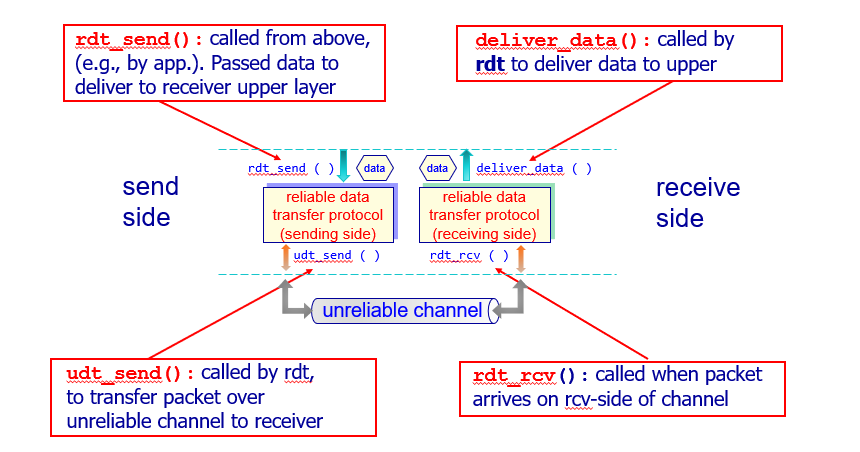 rdt_send(): called from above,
(e.g., by app.). Passed data to
deliver to receiver upper layer
deliver_data(): called by
rdt to deliver data to upper
rdt_send ( )
data
data
deliver_data ( )
send
side
reliable data
transfer protocol
(sending side)
reliable data
transfer protocol
(receiving side)
receive
side
udt_send ( )
rdt_rcv ( )
unreliable channel
udt_send(): called by rdt,
to transfer packet over
unreliable channel to receiver
rdt_rcv(): called when packet
arrives on rcv-side of channel